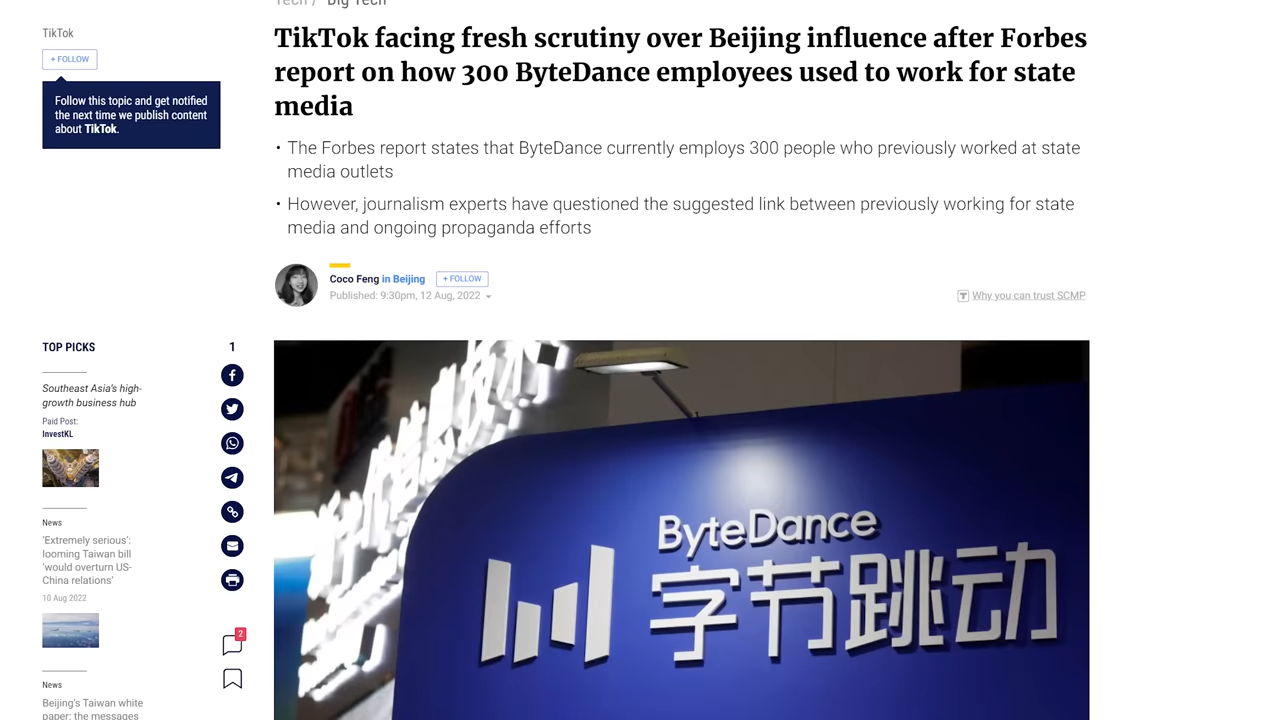 Tech / Big Tech
TikTok
+ FOLLOW
Follow this topic and get notified
the next time we publish content
about TikTok.
TikTok facing fresh scrutiny over Beijing influence after Forbes
report on how 300 ByteDance employees used to work for state
media
• The Forbes report states that ByteDance currently employs 300 people who previously worked at state
media outlets
• However, journalism experts have questioned the suggested link between previously working for state
media and ongoing propaganda efforts
Coco Feng in Beijing
+ FOLLOW
Published: 9:30pm, 12 Aug, 2022
Why you can trust SCMP
TOP PICKS
Southeast Asia's high-
growth business hub
Paid Post:
InvestKL
News
'Extremely serious':
looming Taiwan bill
'would overturn US-
China relations'
10 Aug 2022
News
Beijing's Taiwan white
paper: the messages
1
2
ByteDance
字节跳动